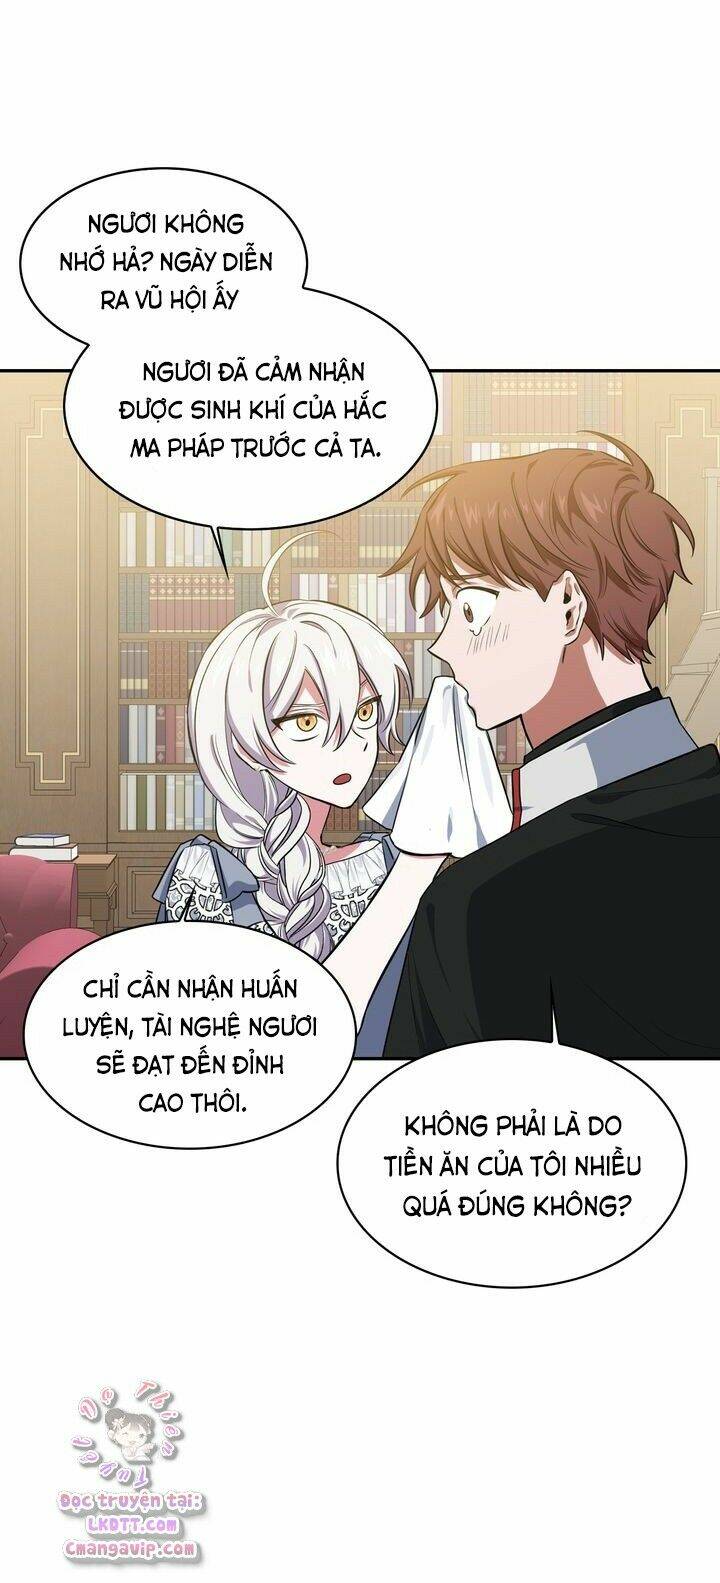 NGƯƠI KHÔNG
NHỚ HẢ? NGÀY DIỄN
RA VŨ HỘI ẤY
NGƯƠI ĐÃ CẢM NHẬN
ĐƯỢC SINH KHÍ CỦA HẮC
MA PHÁP TRƯỚC CẢ TA.
CHỈ CẦN NHẬN HUẤN
LUYỆN, TÀI NGHỆ NGƯƠI
SẼ ĐẠT ĐẾN ĐỈNH
CAO THÔI.
KHÔNG PHẢI LÀ DO
TIỀN ĂN CỦA TÔI NHIỀU
QUÁ ĐÚNG KHÔNG?
Dạ Thiên
Tuyết
Đọc truyện tại:
LKDTT.com
Cmangavip.com